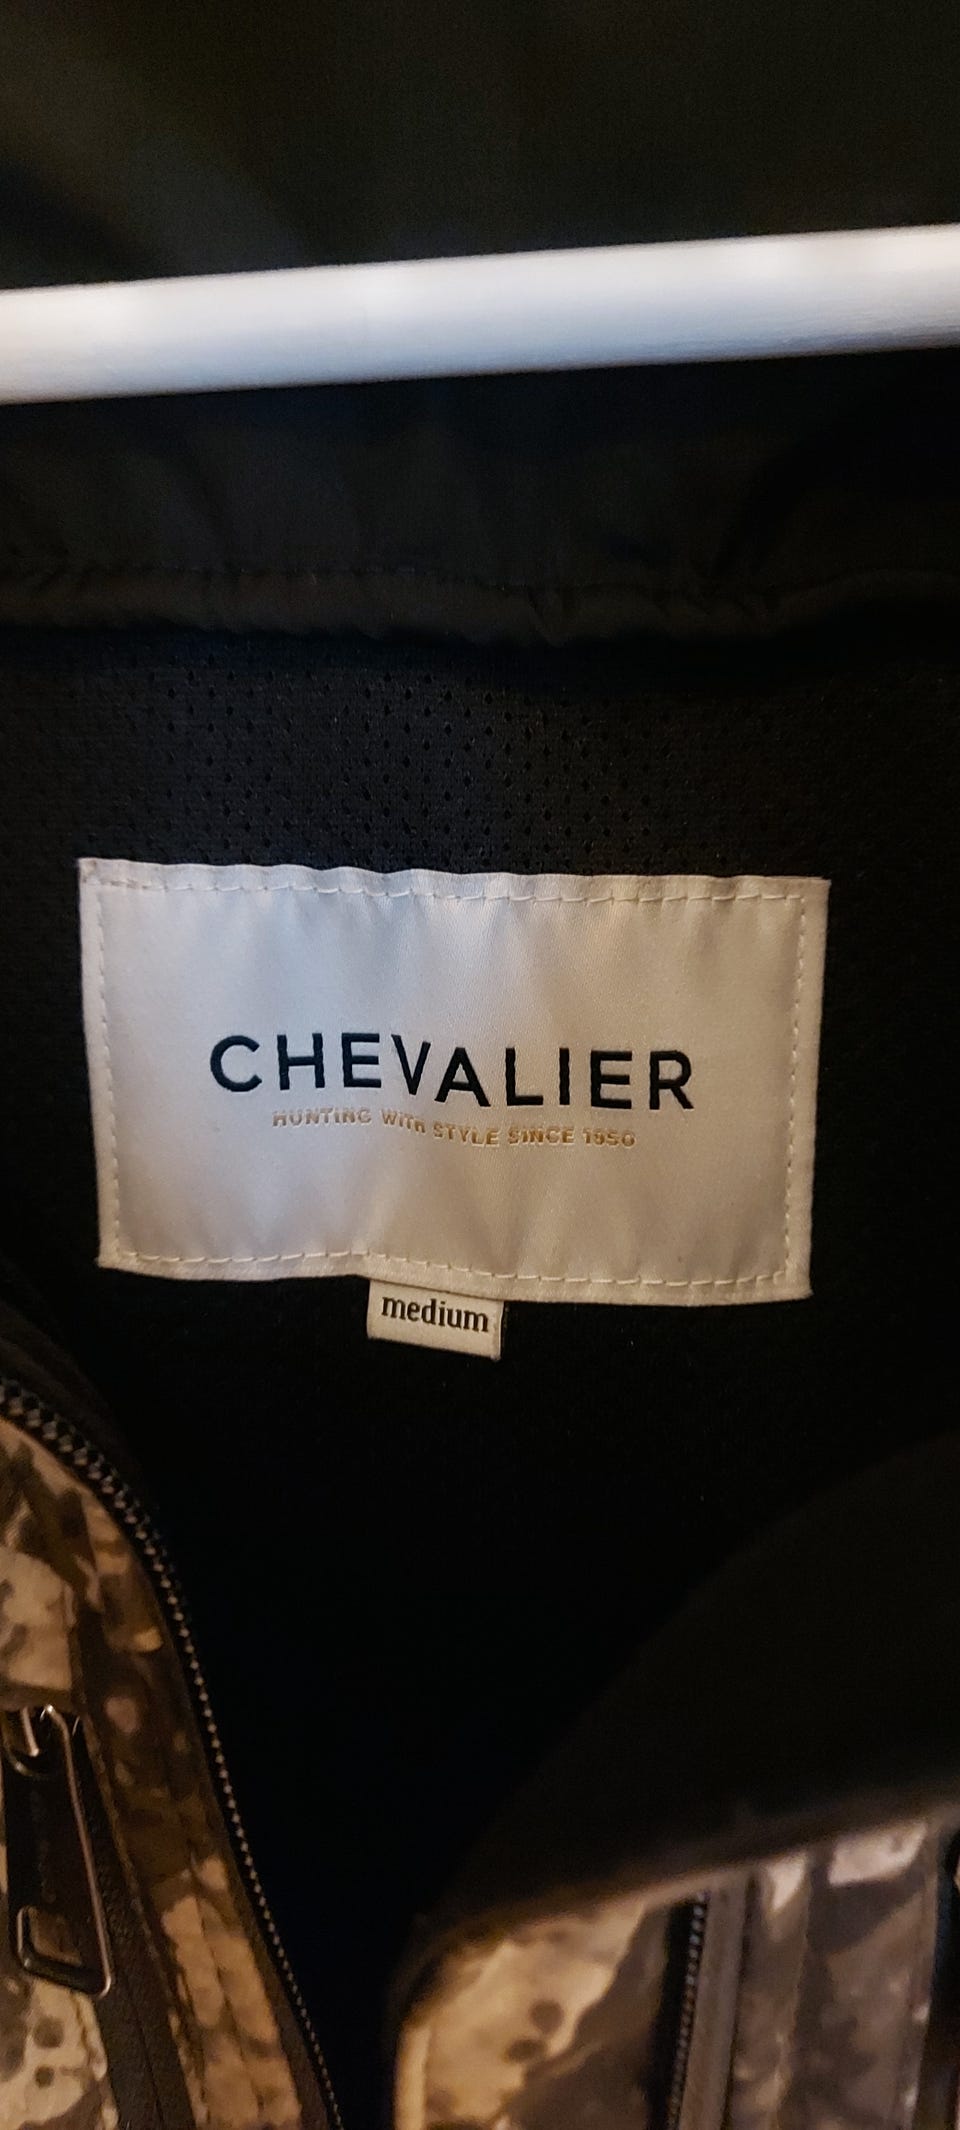 CHEVALIER
HUNTING WITH STYLE SINCE 1950
medium